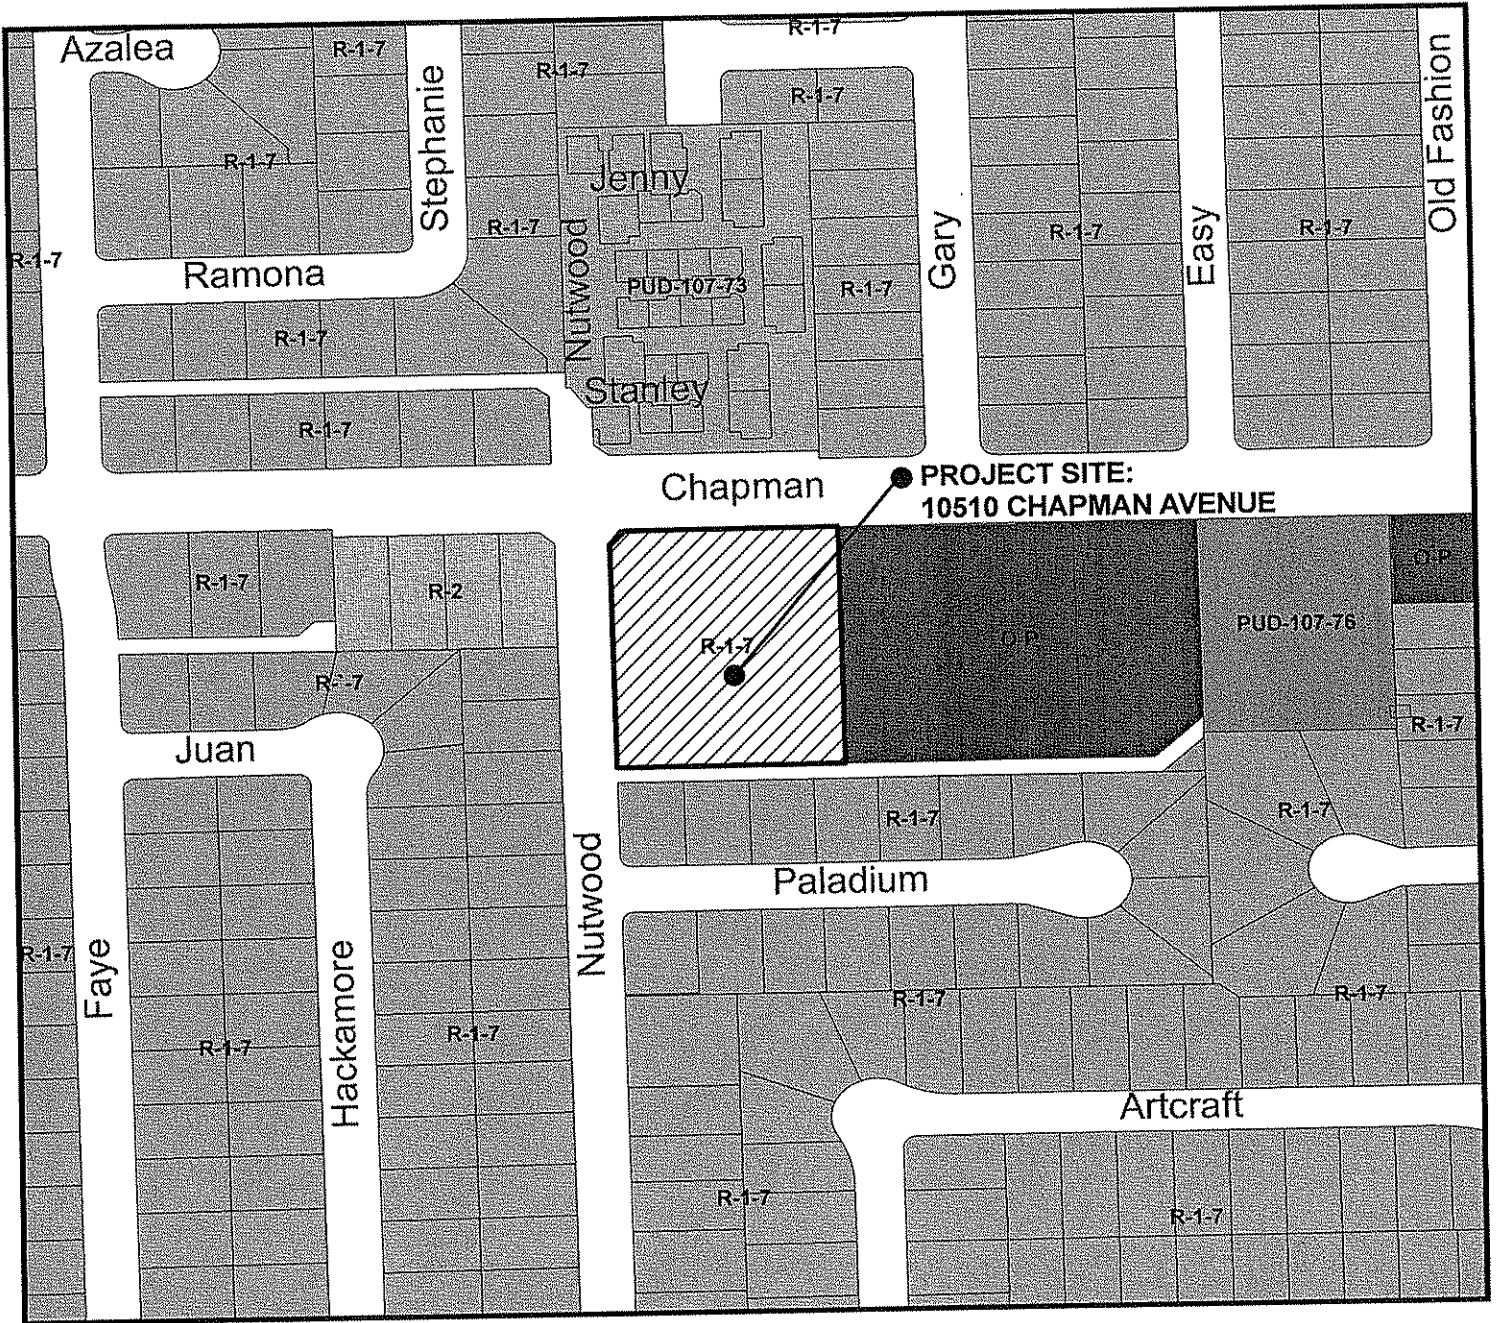 R-1-7
Azalea
R-1-7
R-1-7
R-1-7
Stephanie
Old Fashion
R-1-7
Jenny
R-1-7
Nutwood
Gary
R-1-7
Easy
R-1-7
R-1-7
Ramona
PUD-107-73
R-1-7
R-1-7
Stanley
R-1-7
Chapman
PROJECT SITE:
10510 CHAPMAN AVENUE
O P
R-1-7
R-2
PUD-107-76
O P
R-1-7
R-1-7
R-1-7
Juan
R-1-7
R-1-7
Paladium
Nutwood
R-1-7
Faye
R-1-7
R-1-7
Hackamore
R-1-7
R-1-7
Artcraft
R-1-7
R-1-7